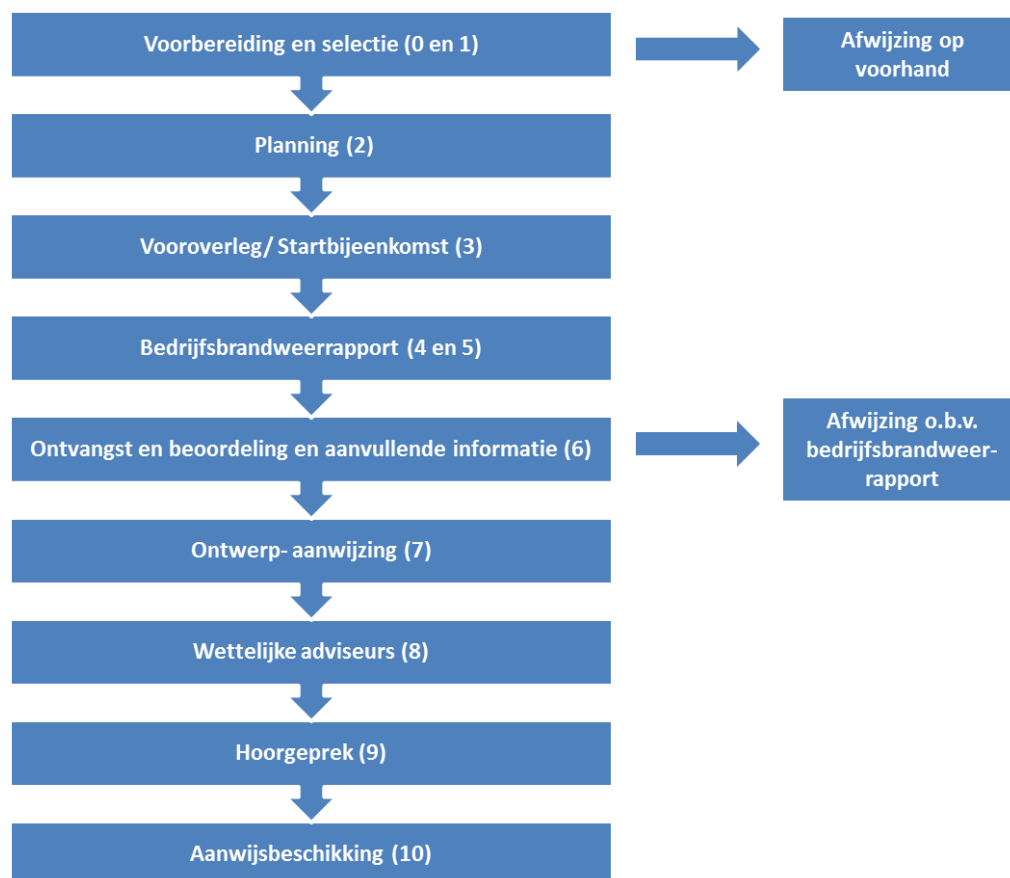 Voorbereiding en selectie (0 en 1)
Afwijzing op
voorhand
Planning (2)
Vooroverleg/ Startbijeenkomst (3)
Bedrijfsbrandweerrapport (4 en 5)
Ontvangst en beoordeling en aanvullende informatie (6)
Afwijzing o.b.v.
bedrijfsbrandweer-
rapport
Ontwerp- aanwijzing (7)
Wettelijke adviseurs (8)
Hoorgeprek (9)
Aanwijsbeschikking (10)